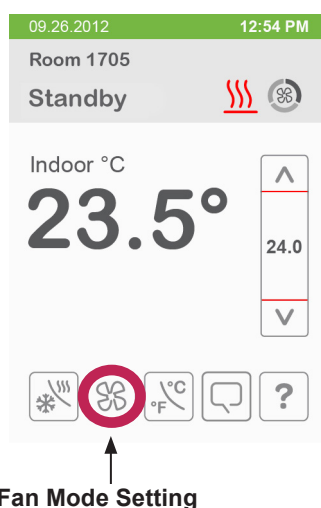 09.26.2012 12:54 PM
Room 1705
Standby
Indoor °C
23.5°
24.0
°C
°F
?
Fan Mode Setting